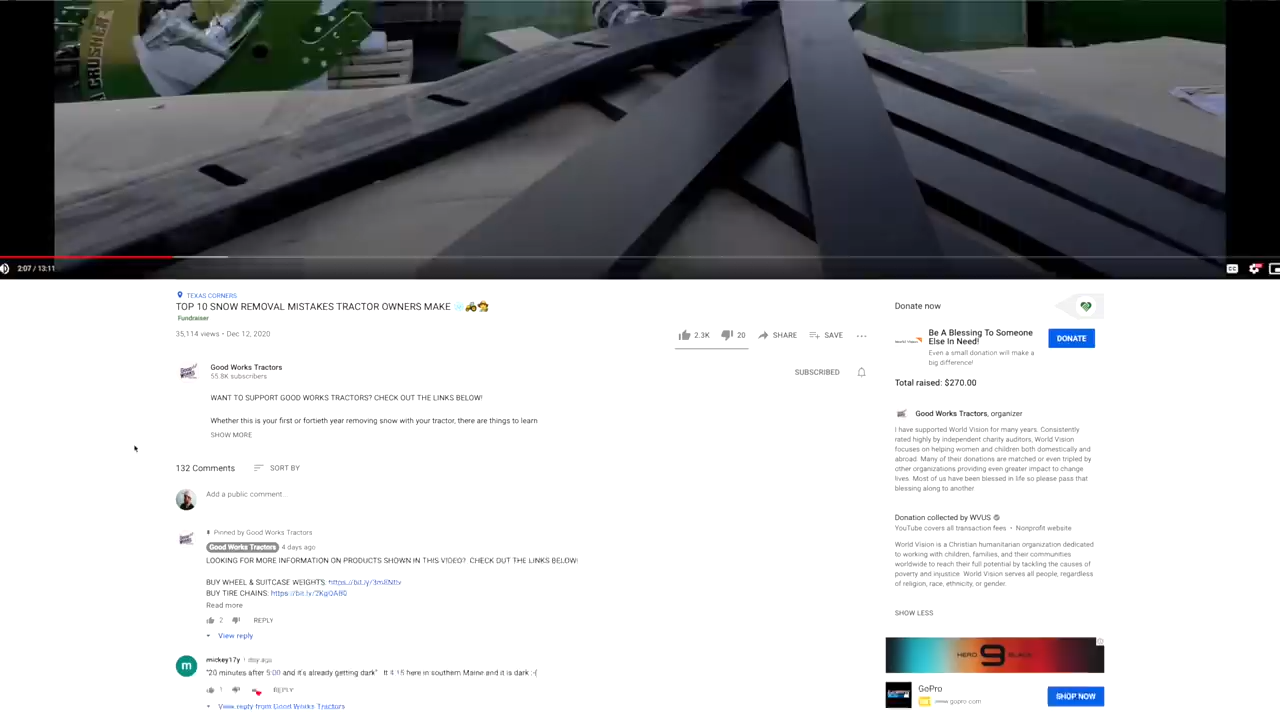 CRUSHER
2:07 / 13:11
CC
TEXAS CORNERS
TOP 10 SNOW REMOVAL MISTAKES TRACTOR OWNERS MAKE
Fundraiser
35,114 views • Dec 12, 2020
2.3K
20
SHARE
SAVE
Good Works Tractors
55.8K subscribers
SUBSCRIBED
WANT TO SUPPORT GOOD WORKS TRACTORS? CHECK OUT THE LINKS BELOW!
Whether this is your first or fortieth year removing snow with your tractor, there are things to learn
SHOW MORE
132 Comments
SORT BY
Add a public comment...
Pinned by Good Works Tractors
Good Works Tractors 4 days ago
LOOKING FOR MORE INFORMATION ON PRODUCTS SHOWN IN THIS VIDEO? CHECK OUT THE LINKS BELOW!
BUY WHEEL & SUITCASE WEIGHTS:
BUY TIRE CHAINS:
Read more
2
REPLY
View reply
m
mickey17y 1 day ago
"20 minutes after 5:00 and it's already getting dark" It 4:15 here in southern Maine and it is dark :-(
1
REPLY
View reply from Good Works Tractors
Donate now
World Vision
Be A Blessing To Someone
Else In Need!
Even a small donation will make a
big difference!
DONATE
Total raised: $270.00
Good Works Tractors, organizer
I have supported World Vision for many years. Consistently
rated highly by independent charity auditors, World Vision
focuses on helping women and children both domestically and
abroad. Many of their donations are matched or even tripled by
other organizations providing even greater impact to change
lives. Most of us have been blessed in life so please pass that
blessing along to another
Donation collected by WVUS
YouTube covers all transaction fees • Nonprofit website
World Vision is a Christian humanitarian organization dedicated
to working with children, families, and their communities
worldwide to reach their full potential by tackling the causes of
poverty and injustice. World Vision serves all people, regardless
of religion, race, ethnicity, or gender.
SHOW LESS
HERO 9 BLACK
GoPro
Ad www.gopro.com
SHOP NOW